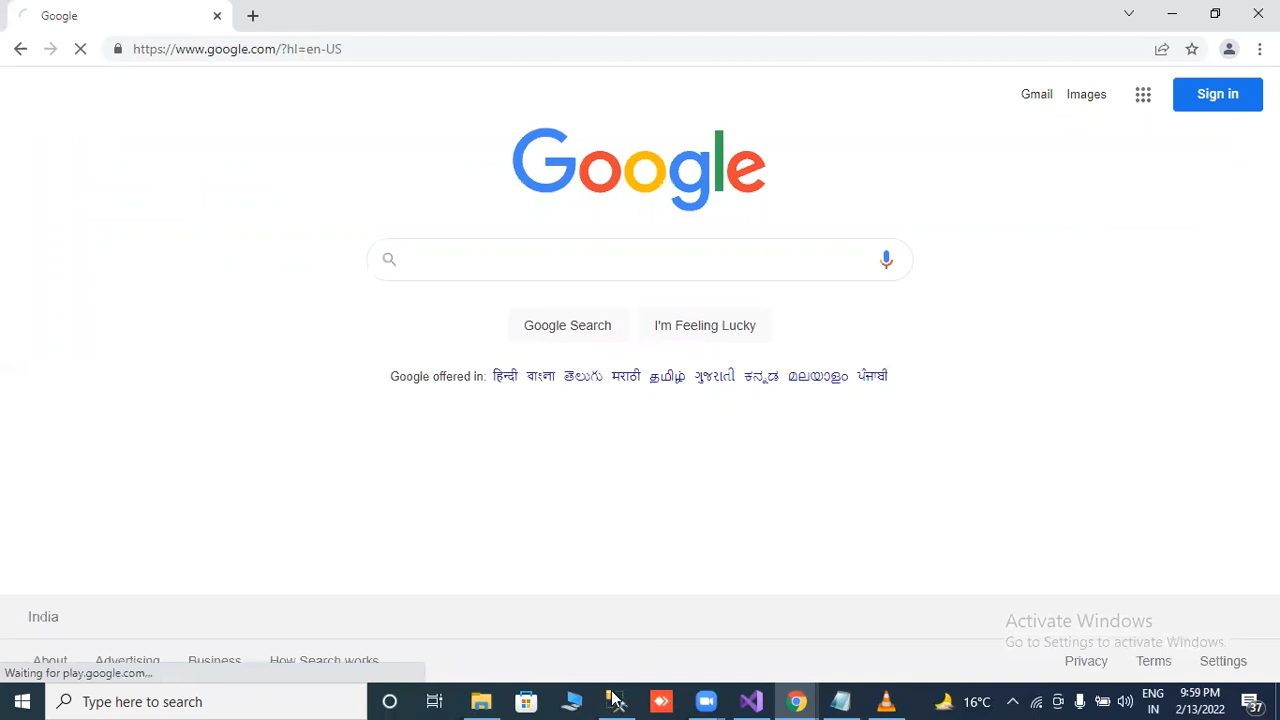 Google
https://www.google.com/?hl=en-US
Gmail Images Sign in
Google
Google Search I'm Feeling Lucky
Google offered in: हिन्दी বাংলা తెలుగు मराठी தமிழ் ગુજરાતી ಕನ್ನಡ മലയാളം ਪੰਜਾਬੀ
India
Activate Windows
Go to Settings to activate Windows.
About Advertising Business How Search works
Privacy Terms Settings
Waiting for play.google.com...
Type here to search
16°C
ENG
IN
9:59 PM
2/13/2022
37